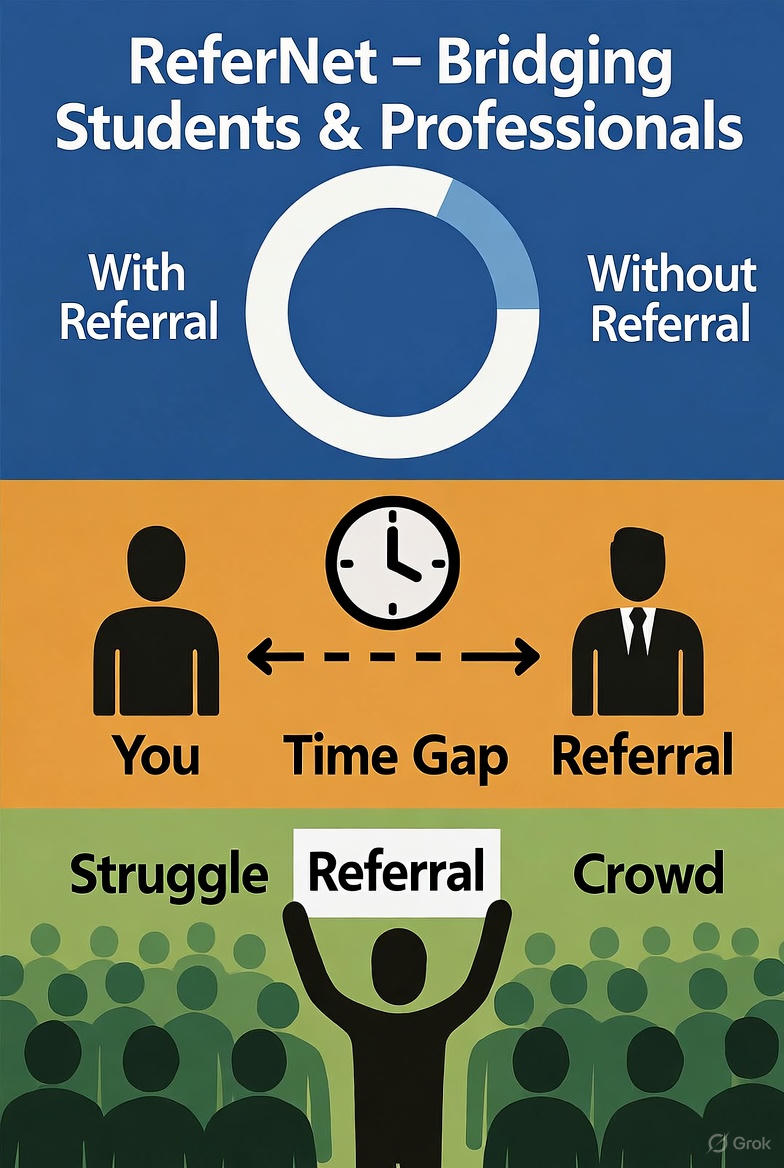 ReferNet – Bridging
Students & Professionals
With
Referral
Without
Referral
You
Time Gap
Referral
Struggle
Referral
Crowd
Grok